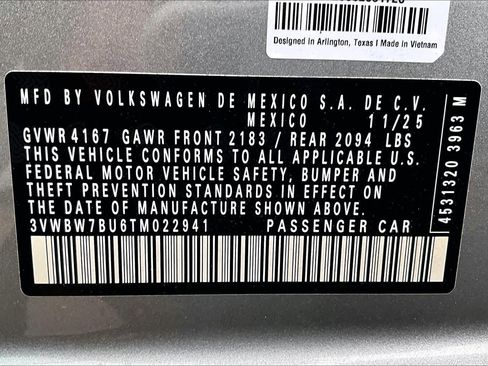 Designed in Arlington, Texas | Made in Vietnam
MFD BY VOLKSWAGEN DE MEXICO S.A. DE C.V.
MEXICO 11/25
GVWR 4167 GAWR FRONT 2183 / REAR 2094 LBS
THIS VEHICLE CONFORMS TO ALL APPLICABLE U.S.
FEDERAL MOTOR VEHICLE SAFETY, BUMPER AND
THEFT PREVENTION STANDARDS IN EFFECT ON
THE DATE OF MANUFACTURE SHOWN ABOVE.
3VWBW7BU6TM022941 PASSENGER CAR
4531320 3963 M